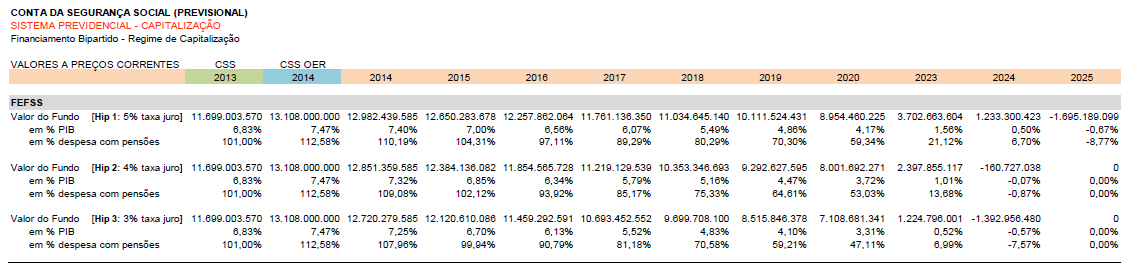 CONTA DA SEGURANÇA SOCIAL (PREVISIONAL)
SISTEMA PREVIDENCIAL - CAPITALIZAÇÃO
Financiamento Bipartido - Regime de Capitalização
VALORES A PREÇOS CORRENTES CSS CSS OER
2013 2014 2014 2015 2016 2017 2018 2019 2020 2023 2024 2025
FEFSS
Valor do Fundo [Hip 1: 5% taxa juro] 11.699.003.570 13.108.000.000 12.982.439.585 12.650.283.678 12.257.862.064 11.761.136.350 11.034.645.140 10.111.524.431 8.954.460.225 3.702.663.604 1.233.300.423 -1.695.189.099
em % PIB 6,83% 7,47% 7,40% 7,00% 6,56% 6,07% 5,49% 4,86% 4,17% 1,56% 0,50% -0,67%
em % despesa com pensões 101,00% 112,58% 110,19% 104,31% 97,11% 89,29% 80,29% 70,30% 59,34% 21,12% 6,70% -8,77%
Valor do Fundo [Hip 2: 4% taxa juro] 11.699.003.570 13.108.000.000 12.851.359.585 12.384.136.082 11.854.565.728 11.219.129.539 10.353.346.693 9.292.627.595 8.001.692.271 2.397.855.117 -160.727.038 0
em % PIB 6,83% 7,47% 7,32% 6,85% 6,34% 5,79% 5,16% 4,47% 3,72% 1,01% -0,07% 0,00%
em % despesa com pensões 101,00% 112,58% 109,08% 102,12% 93,92% 85,17% 75,33% 64,61% 53,03% 13,68% -0,87% 0,00%
Valor do Fundo [Hip 3: 3% taxa juro] 11.699.003.570 13.108.000.000 12.720.279.585 12.120.610.086 11.459.292.591 10.693.452.552 9.699.708.100 8.515.846.378 7.108.681.341 1.224.796.001 -1.392.956.480 0
em % PIB 6,83% 7,47% 7,25% 6,70% 6,13% 5,52% 4,83% 4,10% 3,31% 0,52% -0,57% 0,00%
em % despesa com pensões 101,00% 112,58% 107,96% 99,94% 90,79% 81,18% 70,58% 59,21% 47,11% 6,99% -7,57% 0,00%